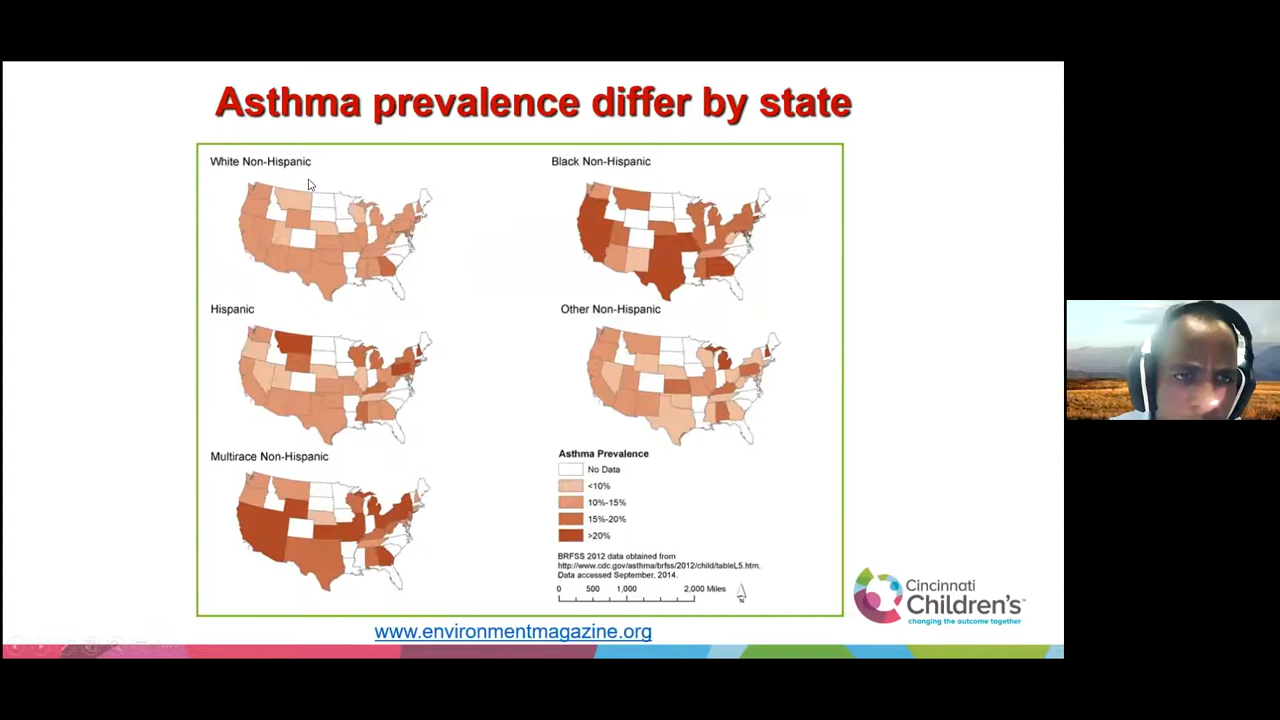 Asthma prevalence differ by state
White Non-Hispanic
Black Non-Hispanic
Hispanic
Other Non-Hispanic
Multirace Non-Hispanic
Asthma Prevalence
No Data
<10%
10%-15%
15%-20%
>20%
BRFSS 2012 data obtained from
http://www.cdc.gov/asthma/brfss/2012/child/tableL5.htm.
Data accessed September, 2014.
0 500 1,000 2,000 Miles
N
Cincinnati
Children's™
changing the outcome together
www.environmentmagazine.org